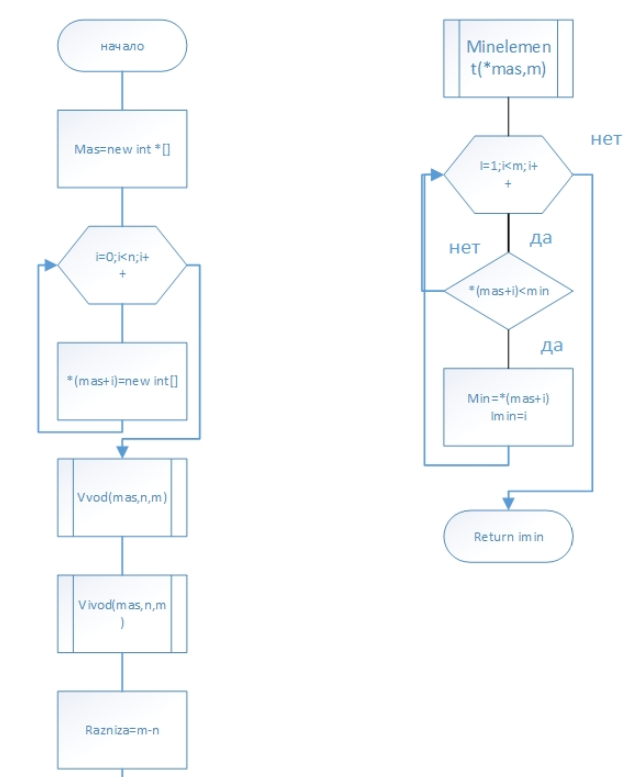 начало
Mas=new int *[]
i=0;i<n;i+
+
*(mas+i)=new int[]
Vvod(mas,n,m)
Vivod(mas,n,m
)
Razniza=m-n
Minelemen
t(*mas,m)
нет
I=1;i<m;i+
+
нет
да
*(mas+i)<min
да
Min=*(mas+i)
Imin=i
Return imin